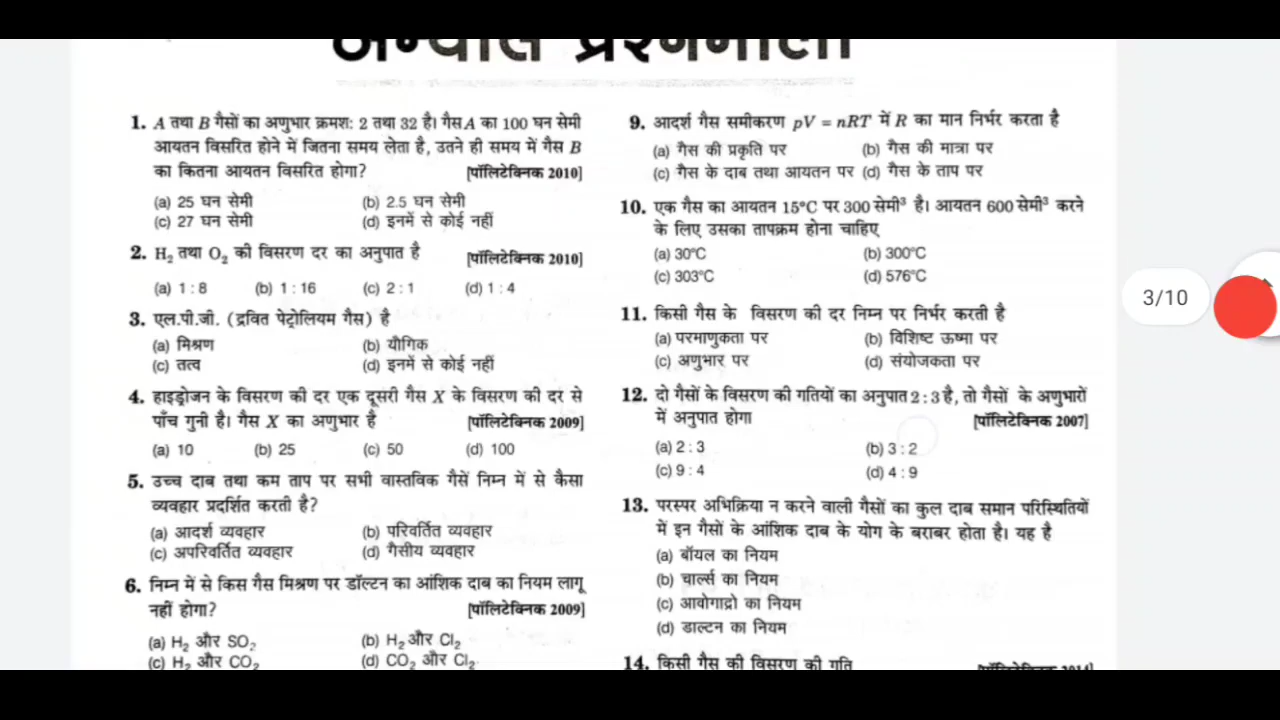 अभ्यास प्रश्नमाला
1. A तथा B गैसों का अणुभार क्रमश: 2 तथा 32 है। गैस A का 100 घन सेमी
आयतन विसरित होने में जितना समय लेता है, उतने ही समय में गैस B
का कितना आयतन विसरित होगा? [पॉलिटेक्निक 2010]
(a) 25 घन सेमी (b) 2.5 घन सेमी
(c) 27 घन सेमी (d) इनमें से कोई नहीं
2. H₂ तथा O₂ की विसरण दर का अनुपात है [पॉलिटेक्निक 2010]
(a) 1 : 8 (b) 1 : 16 (c) 2 : 1 (d) 1 : 4
3. एल.पी.जी. (द्रवित पेट्रोलियम गैस) है
(a) मिश्रण (b) यौगिक
(c) तत्व (d) इनमें से कोई नहीं
4. हाइड्रोजन के विसरण की दर एक दूसरी गैस X के विसरण की दर से
पाँच गुनी है। गैस X का अणुभार है [पॉलिटेक्निक 2009]
(a) 10 (b) 25 (c) 50 (d) 100
5. उच्च दाब तथा कम ताप पर सभी वास्तविक गैसें निम्न में से कैसा
व्यवहार प्रदर्शित करती है?
(a) आदर्श व्यवहार (b) परिवर्तित व्यवहार
(c) अपरिवर्तित व्यवहार (d) गैसीय व्यवहार
6. निम्न में से किस गैस मिश्रण पर डॉल्टन का आंशिक दाब का नियम लागू
नहीं होगा? [पॉलिटेक्निक 2009]
(a) H₂ और SO₂ (b) H₂ और Cl₂
(c) H₂ और CO₂ (d) CO₂ और Cl₂
9. आदर्श गैस समीकरण pV = nRT में R का मान निर्भर करता है
(a) गैस की प्रकृति पर (b) गैस की मात्रा पर
(c) गैस के दाब तथा आयतन पर (d) गैस के ताप पर
10. एक गैस का आयतन 15°C पर 300 सेमी³ है। आयतन 600 सेमी³ करने
के लिए उसका तापक्रम होना चाहिए
(a) 30°C (b) 300°C
(c) 303°C (d) 576°C
11. किसी गैस के विसरण की दर निम्न पर निर्भर करती है
(a) परमाणुकता पर (b) विशिष्ट ऊष्मा पर
(c) अणुभार पर (d) संयोजकता पर
12. दो गैसों के विसरण की गतियों का अनुपात 2 : 3 है, तो गैसों के अणुभारों
में अनुपात होगा [पॉलिटेक्निक 2007]
(a) 2 : 3 (b) 3 : 2
(c) 9 : 4 (d) 4 : 9
13. परस्पर अभिक्रिया न करने वाली गैसों का कुल दाब समान परिस्थितियों
में इन गैसों के आंशिक दाब के योग के बराबर होता है। यह है
(a) बॉयल का नियम
(b) चार्ल्स का नियम
(c) आवोगाद्रो का नियम
(d) डाल्टन का नियम
14. किसी गैस की विसरण की गति [पॉलिटेक्निक 2014]
3/10